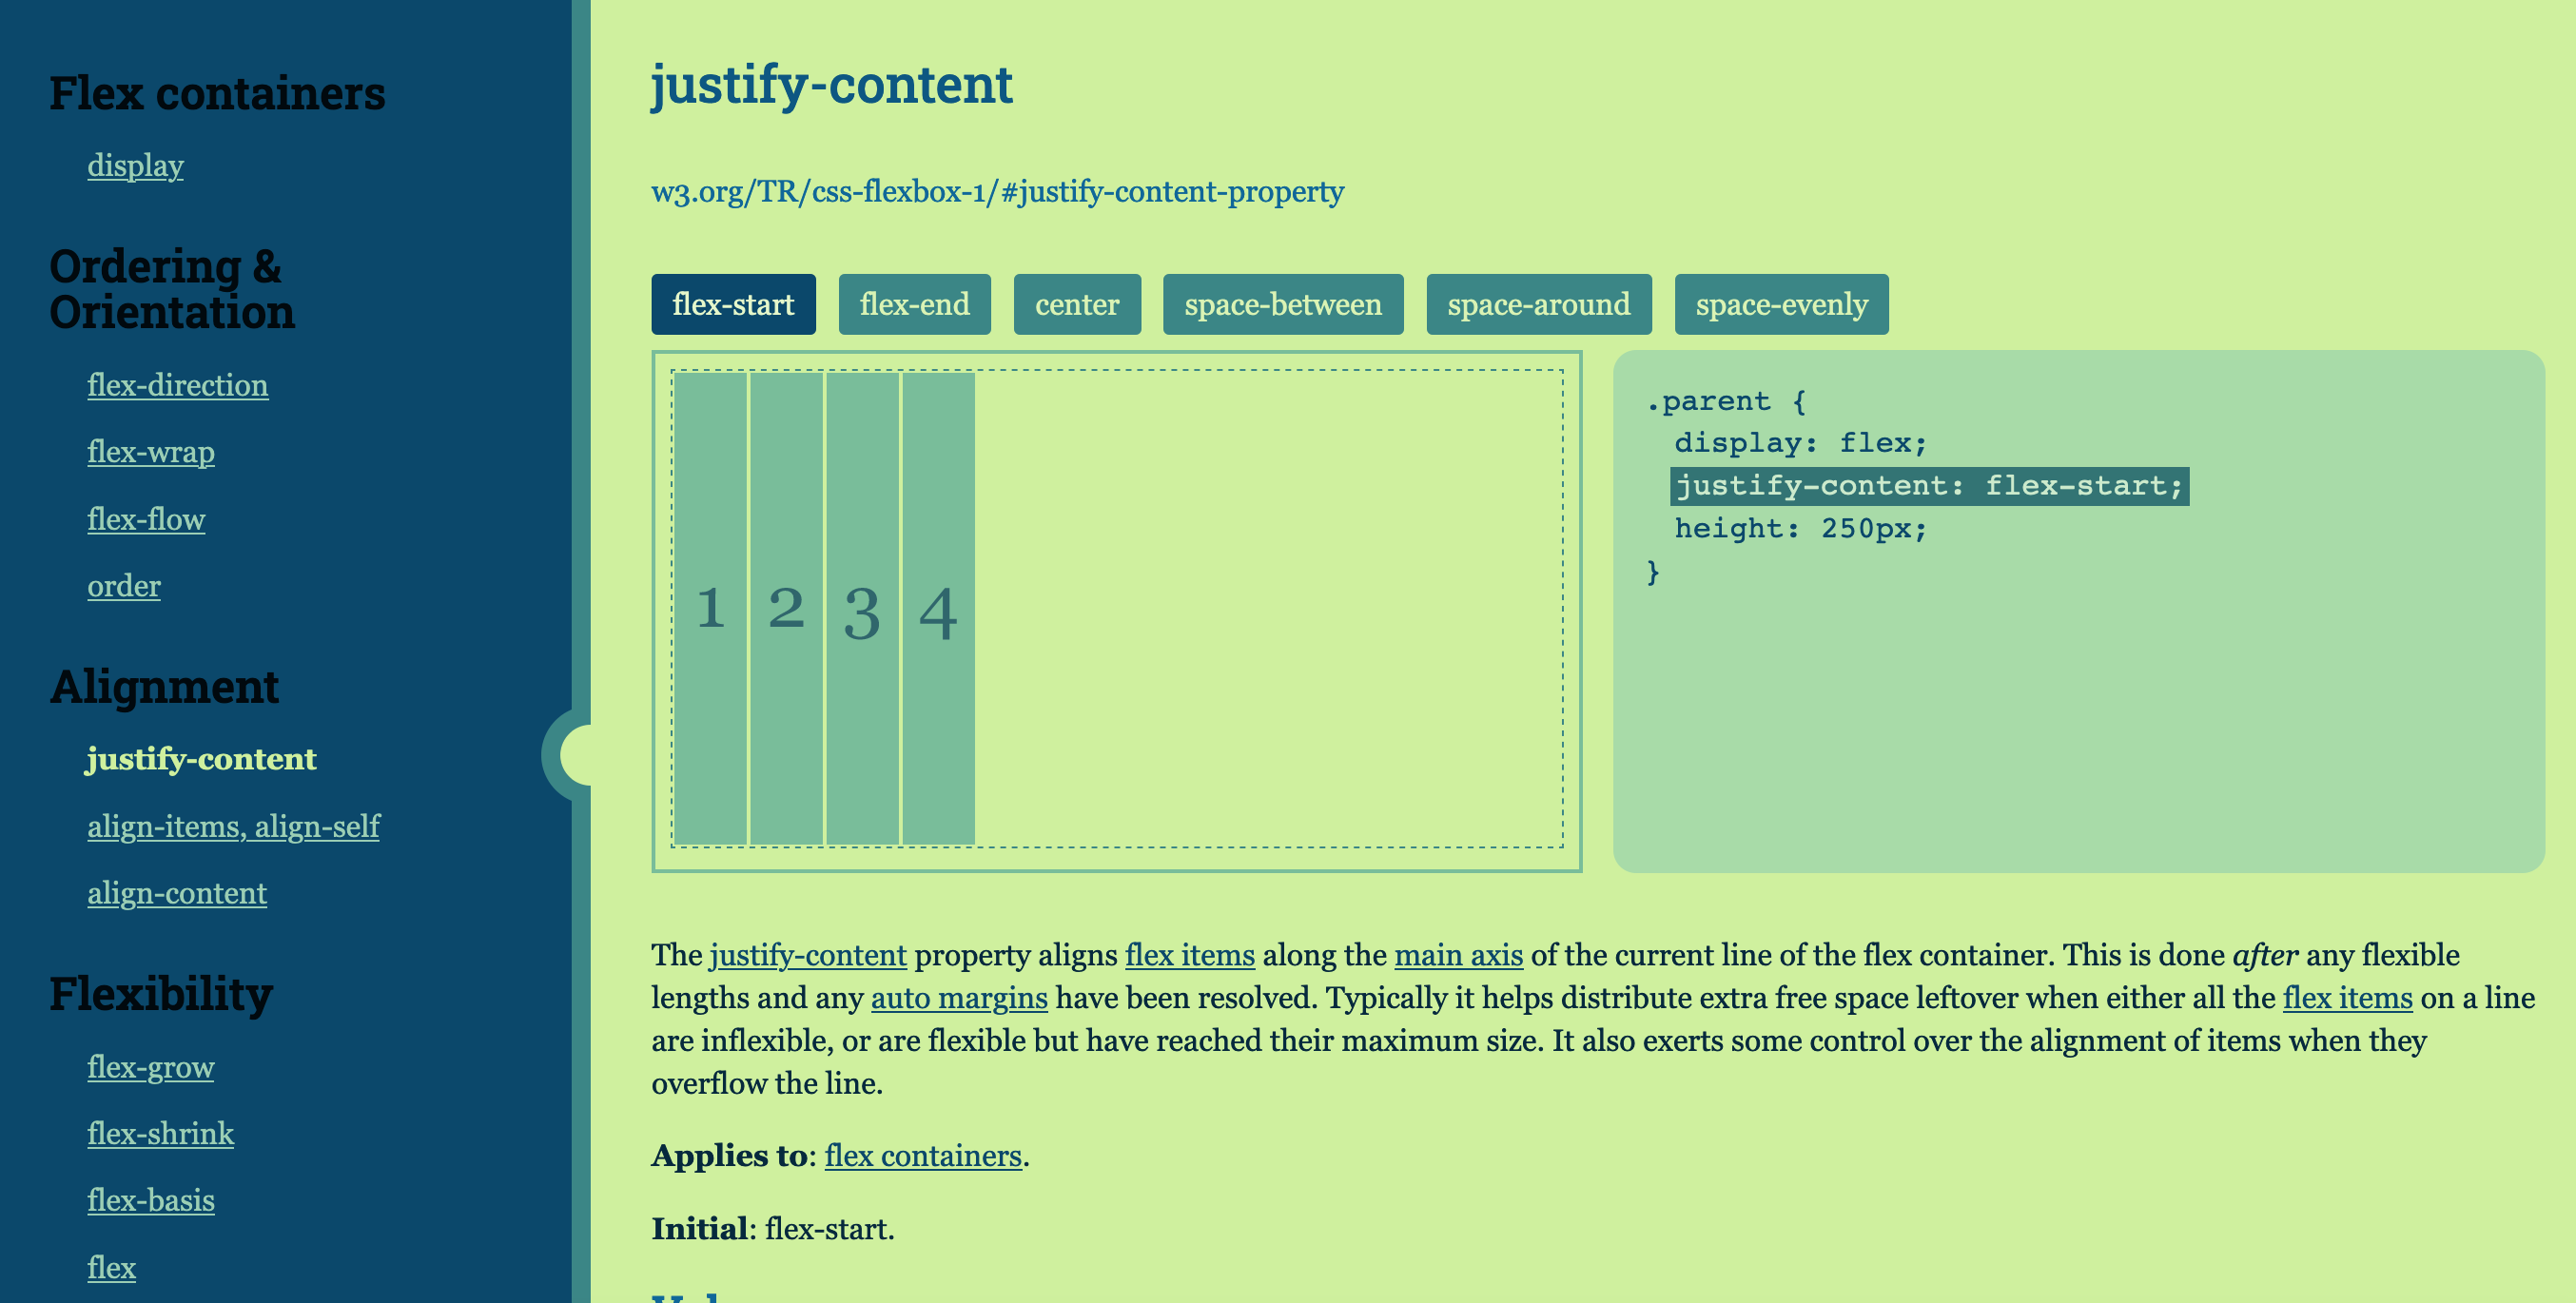 Flex containers
display
Ordering &
Orientation
flex-direction
flex-wrap
flex-flow
order
Alignment
justify-content
align-items, align-self
align-content
Flexibility
flex-grow
flex-shrink
flex-basis
flex
justify-content
w3.org/TR/css-flexbox-1/#justify-content-property
flex-start flex-end center space-between space-around space-evenly
1 2 3 4
.parent {
display: flex;
justify-content: flex-start;
height: 250px;
}
The justify-content property aligns flex items along the main axis of the current line of the flex container. This is done after any flexible
lengths and any auto margins have been resolved. Typically it helps distribute extra free space leftover when either all the flex items on a line
are inflexible, or are flexible but have reached their maximum size. It also exerts some control over the alignment of items when they
overflow the line.
Applies to: flex containers.
Initial: flex-start.